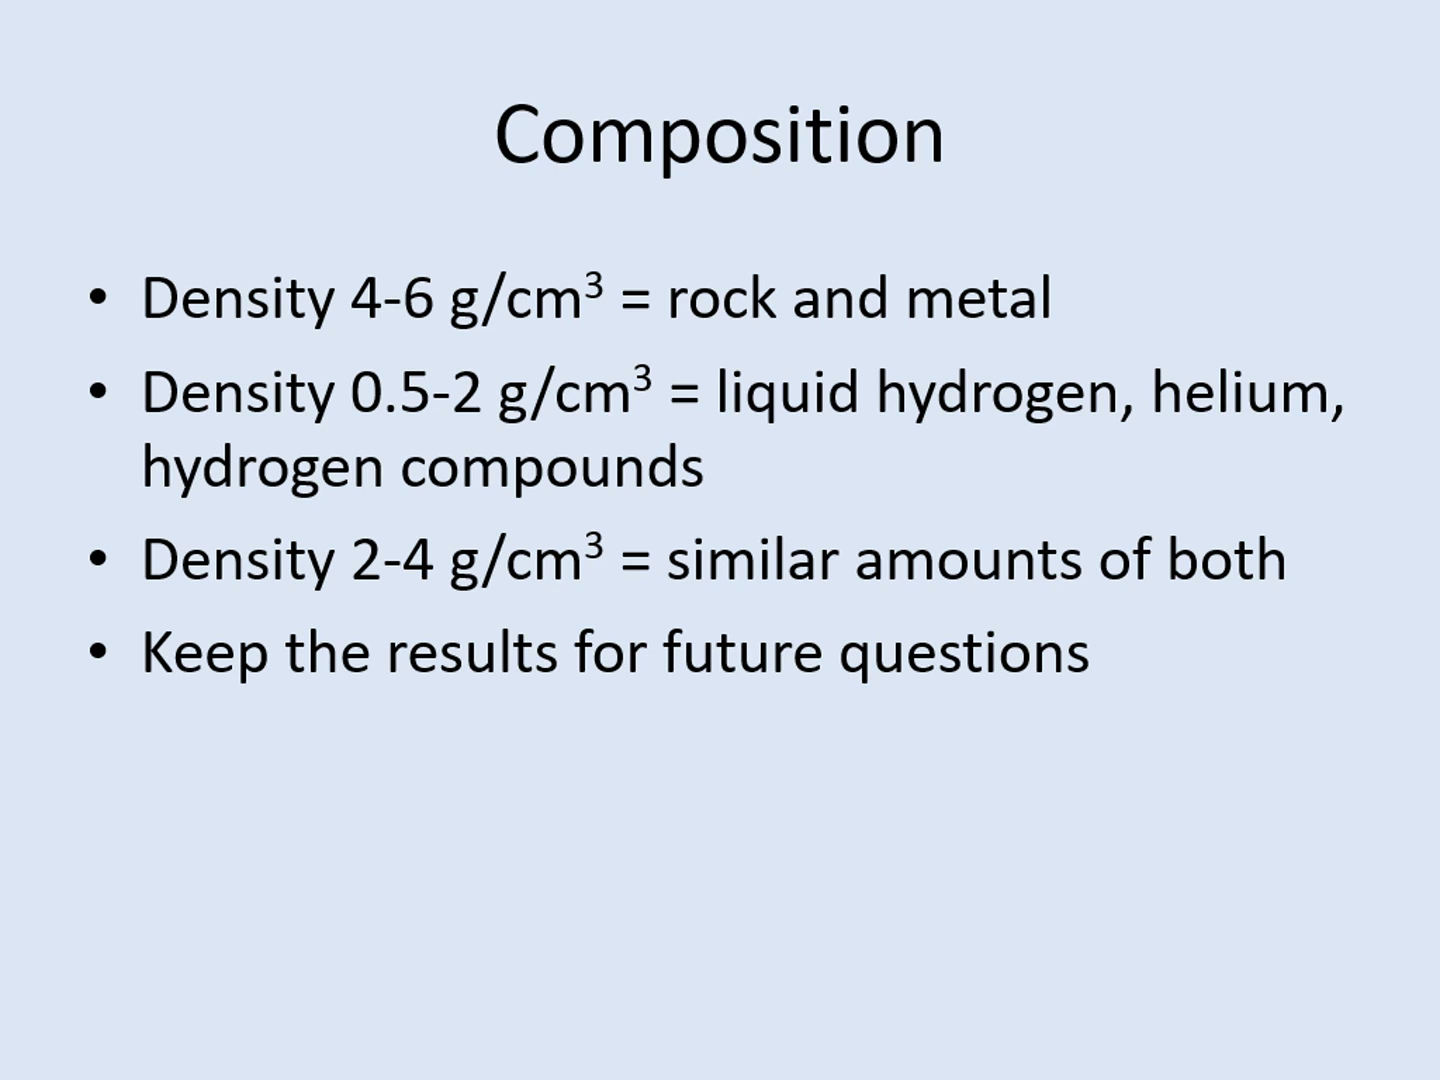 Composition
• Density 4-6 g/cm³ = rock and metal
• Density 0.5-2 g/cm³ = liquid hydrogen, helium,
hydrogen compounds
• Density 2-4 g/cm³ = similar amounts of both
• Keep the results for future questions